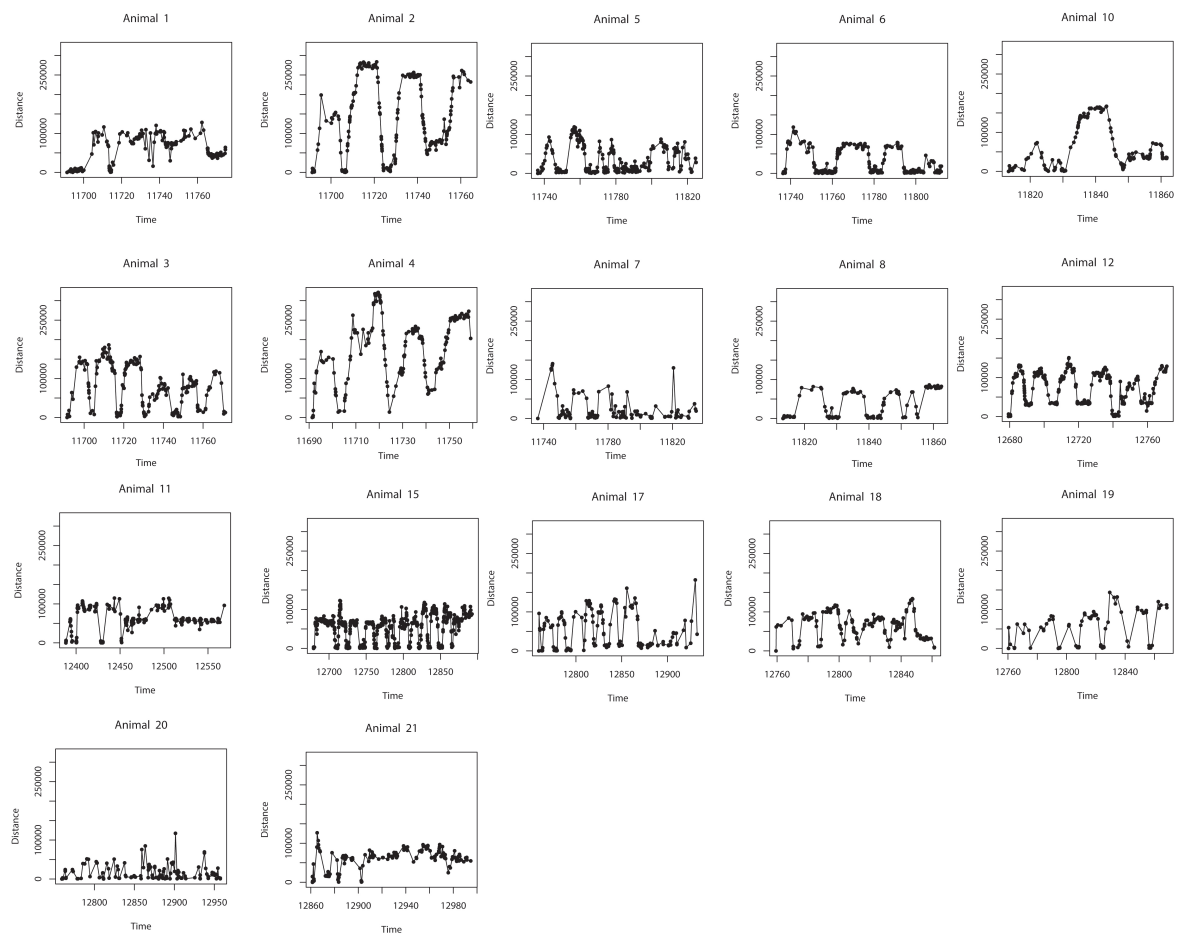 Animal 1
Animal 2
Animal 5
Animal 6
Animal 10
Distance
0 100000 250000
11700 11720 11740 11760
Time
Distance
0 100000 250000
11700 11720 11740 11760
Time
Distance
0 100000 250000
11740 11780 11820
Time
Distance
0 100000 250000
11740 11760 11780 11800
Time
Distance
0 100000 250000
11820 11840 11860
Time
Animal 3
Animal 4
Animal 7
Animal 8
Animal 12
Distance
0 100000 250000
11700 11720 11740 11760
Time
Distance
0 100000 250000
11690 11710 11730 11750
Time
Distance
0 100000 250000
11740 11780 11820
Time
Distance
0 100000 250000
11820 11840 11860
Time
Distance
0 100000 250000
12680 12720 12760
Time
Animal 11
Animal 15
Animal 17
Animal 18
Animal 19
Distance
0 100000 250000
12400 12450 12500 12550
Time
Distance
0 100000 250000
12700 12750 12800 12850
Time
Distance
0 100000 250000
12800 12850 12900
Time
Distance
0 100000 250000
12760 12800 12840
Time
Distance
0 100000 250000
12760 12800 12840
Time
Animal 20
Animal 21
Distance
0 100000 250000
12800 12850 12900 12950
Time
Distance
0 100000 250000
12860 12900 12940 12980
Time